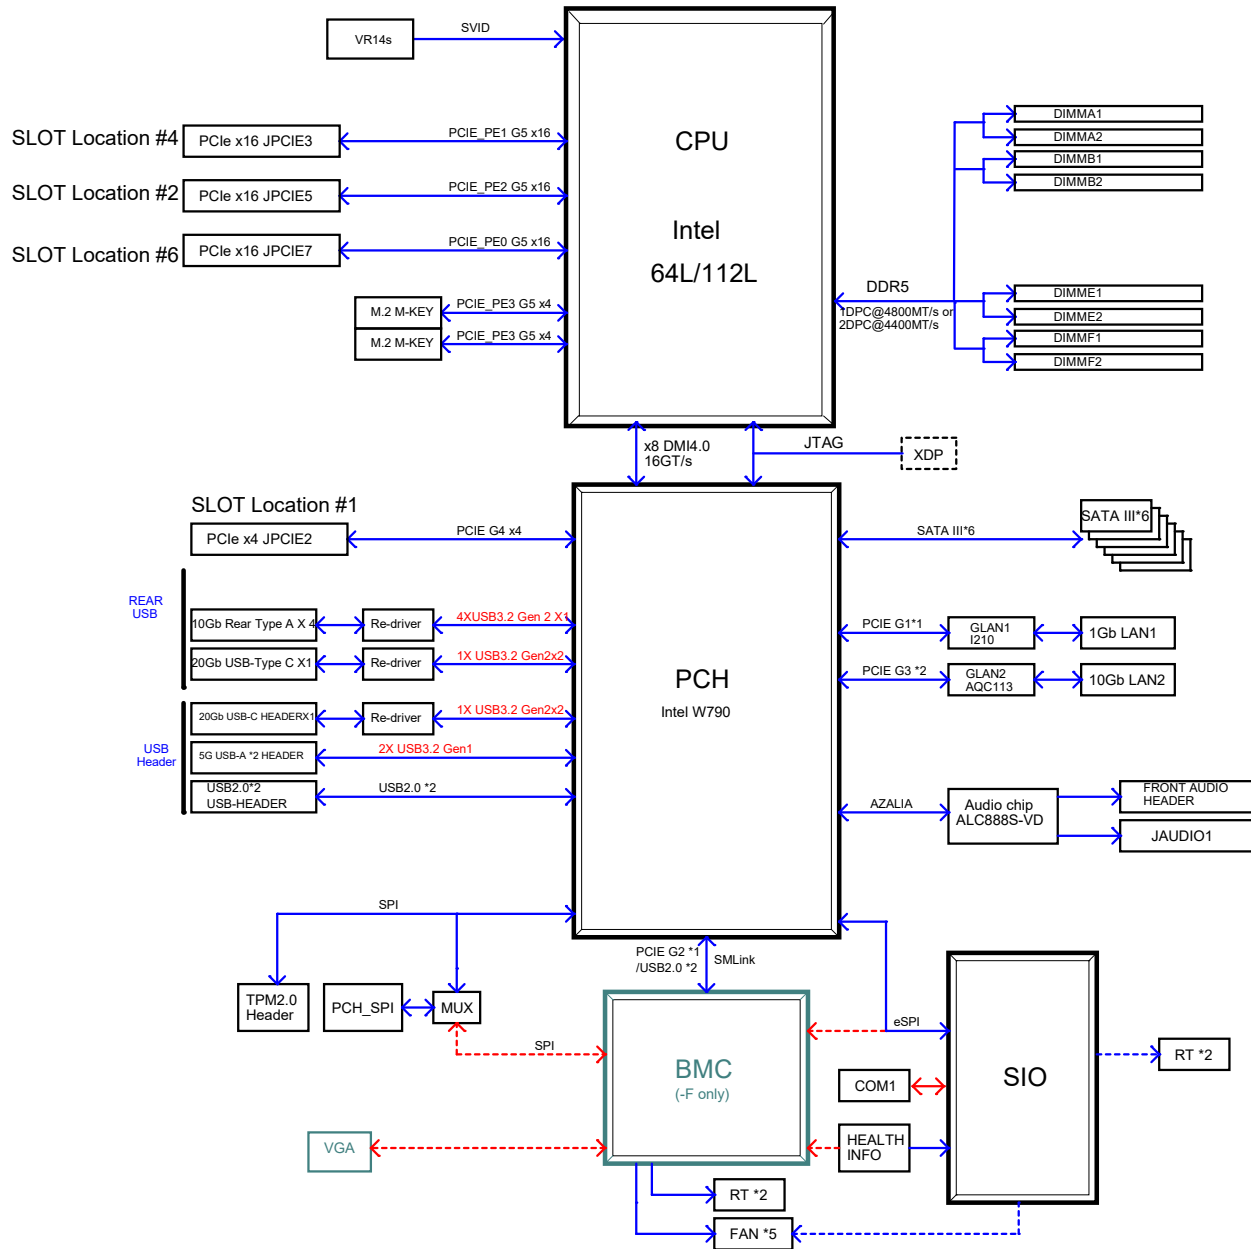 VR14s
SVID
CPU
Intel
64L/112L
SLOT Location #4
PCIe x16 JPCIE3
PCIE_PE1 G5 x16
SLOT Location #2
PCIe x16 JPCIE5
PCIE_PE2 G5 x16
SLOT Location #6
PCIe x16 JPCIE7
PCIE_PE0 G5 x16
M.2 M-KEY
PCIE_PE3 G5 x4
M.2 M-KEY
PCIE_PE3 G5 x4
DDR5
1DPC@4800MT/s or
2DPC@4400MT/s
DIMMA1
DIMMA2
DIMMB1
DIMMB2
DIMME1
DIMME2
DIMMF1
DIMMF2
x8 DMI4.0
16GT/s
JTAG
XDP
SLOT Location #1
PCIe x4 JPCIE2
PCIE G4 x4
PCH
Intel W790
SATA III*6
SATA III*6
REAR
USB
10Gb Rear Type A X 4
Re-driver
4XUSB3.2 Gen 2 X1
20Gb USB-Type C X1
Re-driver
1X USB3.2 Gen2x2
USB
Header
20Gb USB-C HEADERX1
Re-driver
1X USB3.2 Gen2x2
5G USB-A *2 HEADER
2X USB3.2 Gen1
USB2.0*2
USB-HEADER
USB2.0 *2
PCIE G1*1
GLAN1
I210
1Gb LAN1
PCIE G3 *2
GLAN2
AQC113
10Gb LAN2
AZALIA
Audio chip
ALC888S-VD
FRONT AUDIO
HEADER
JAUDIO1
SPI
TPM2.0
Header
PCH_SPI
MUX
SPI
PCIE G2 *1
/USB2.0 *2
SMLink
BMC
(-F only)
eSPI
SIO
RT *2
COM1
HEALTH
INFO
VGA
RT *2
FAN *5